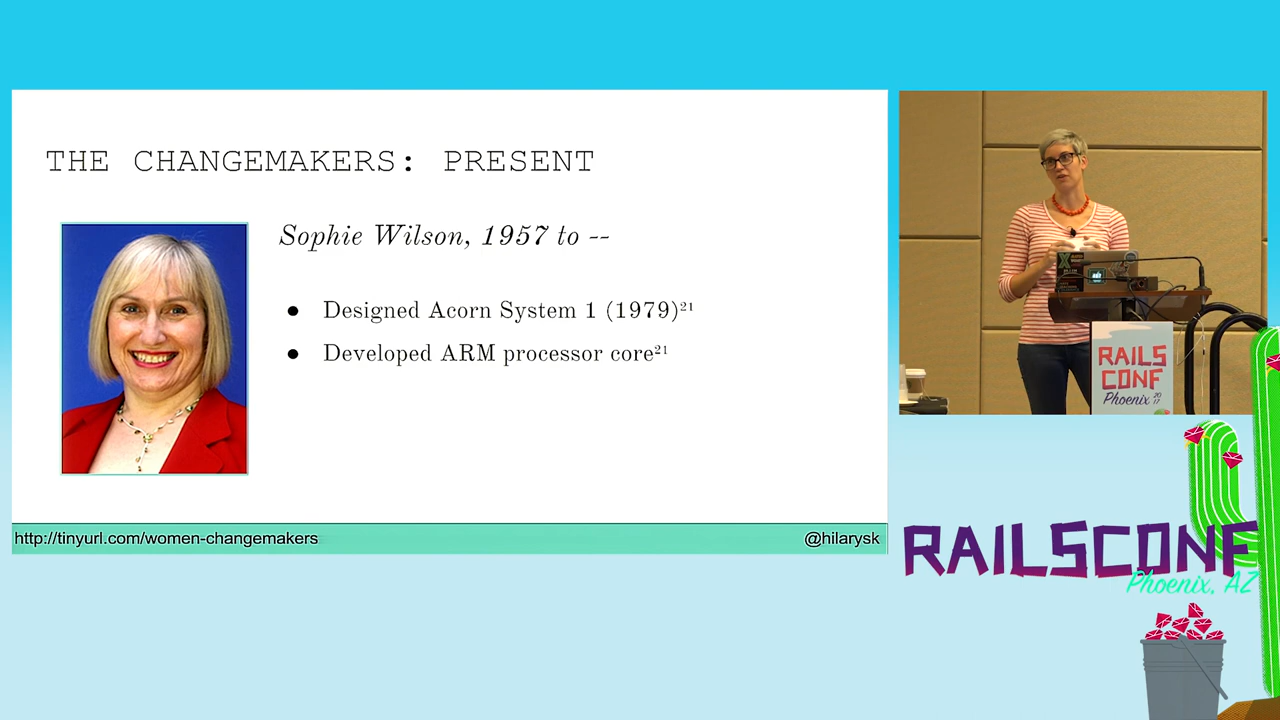 THE CHANGEMAKERS: PRESENT
Sophie Wilson, 1957 to --
● Designed Acorn System 1 (1979)²¹
● Developed ARM processor core²¹
http://tinyurl.com/women-changemakers
@hilarysk
RAILS
CONF
Phoenix 2017
RAILSCONF
Phoenix, AZ